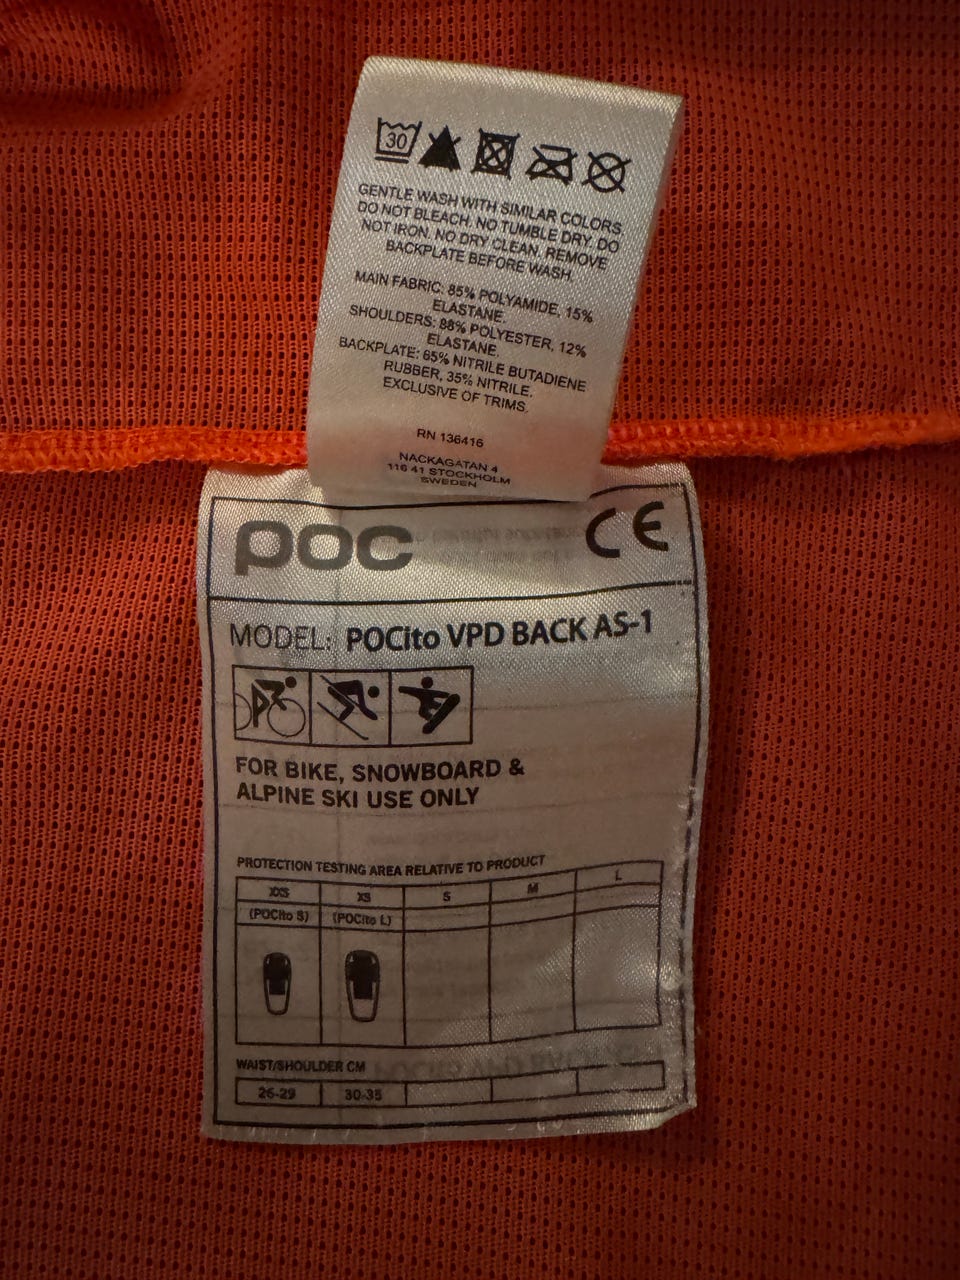 30
GENTLE WASH WITH SIMILAR COLORS.
DO NOT BLEACH. NO TUMBLE DRY. DO
NOT IRON. NO DRY CLEAN. REMOVE
BACKPLATE BEFORE WASH.
MAIN FABRIC: 85% POLYAMIDE, 15%
ELASTANE.
SHOULDERS: 88% POLYESTER, 12%
ELASTANE.
BACKPLATE: 65% NITRILE BUTADIENE
RUBBER, 35% NITRILE.
EXCLUSIVE OF TRIMS.
RN 136416
NACKAGATAN 4
116 41 STOCKHOLM
SWEDEN
POC CE
MODEL: POCito VPD BACK AS-1
FOR BIKE, SNOWBOARD &
ALPINE SKI USE ONLY
PROTECTION TESTING AREA RELATIVE TO PRODUCT
XXS XS S M L
(POCito S) (POCito L)
WAIST/SHOULDER CM
26-29 30-35